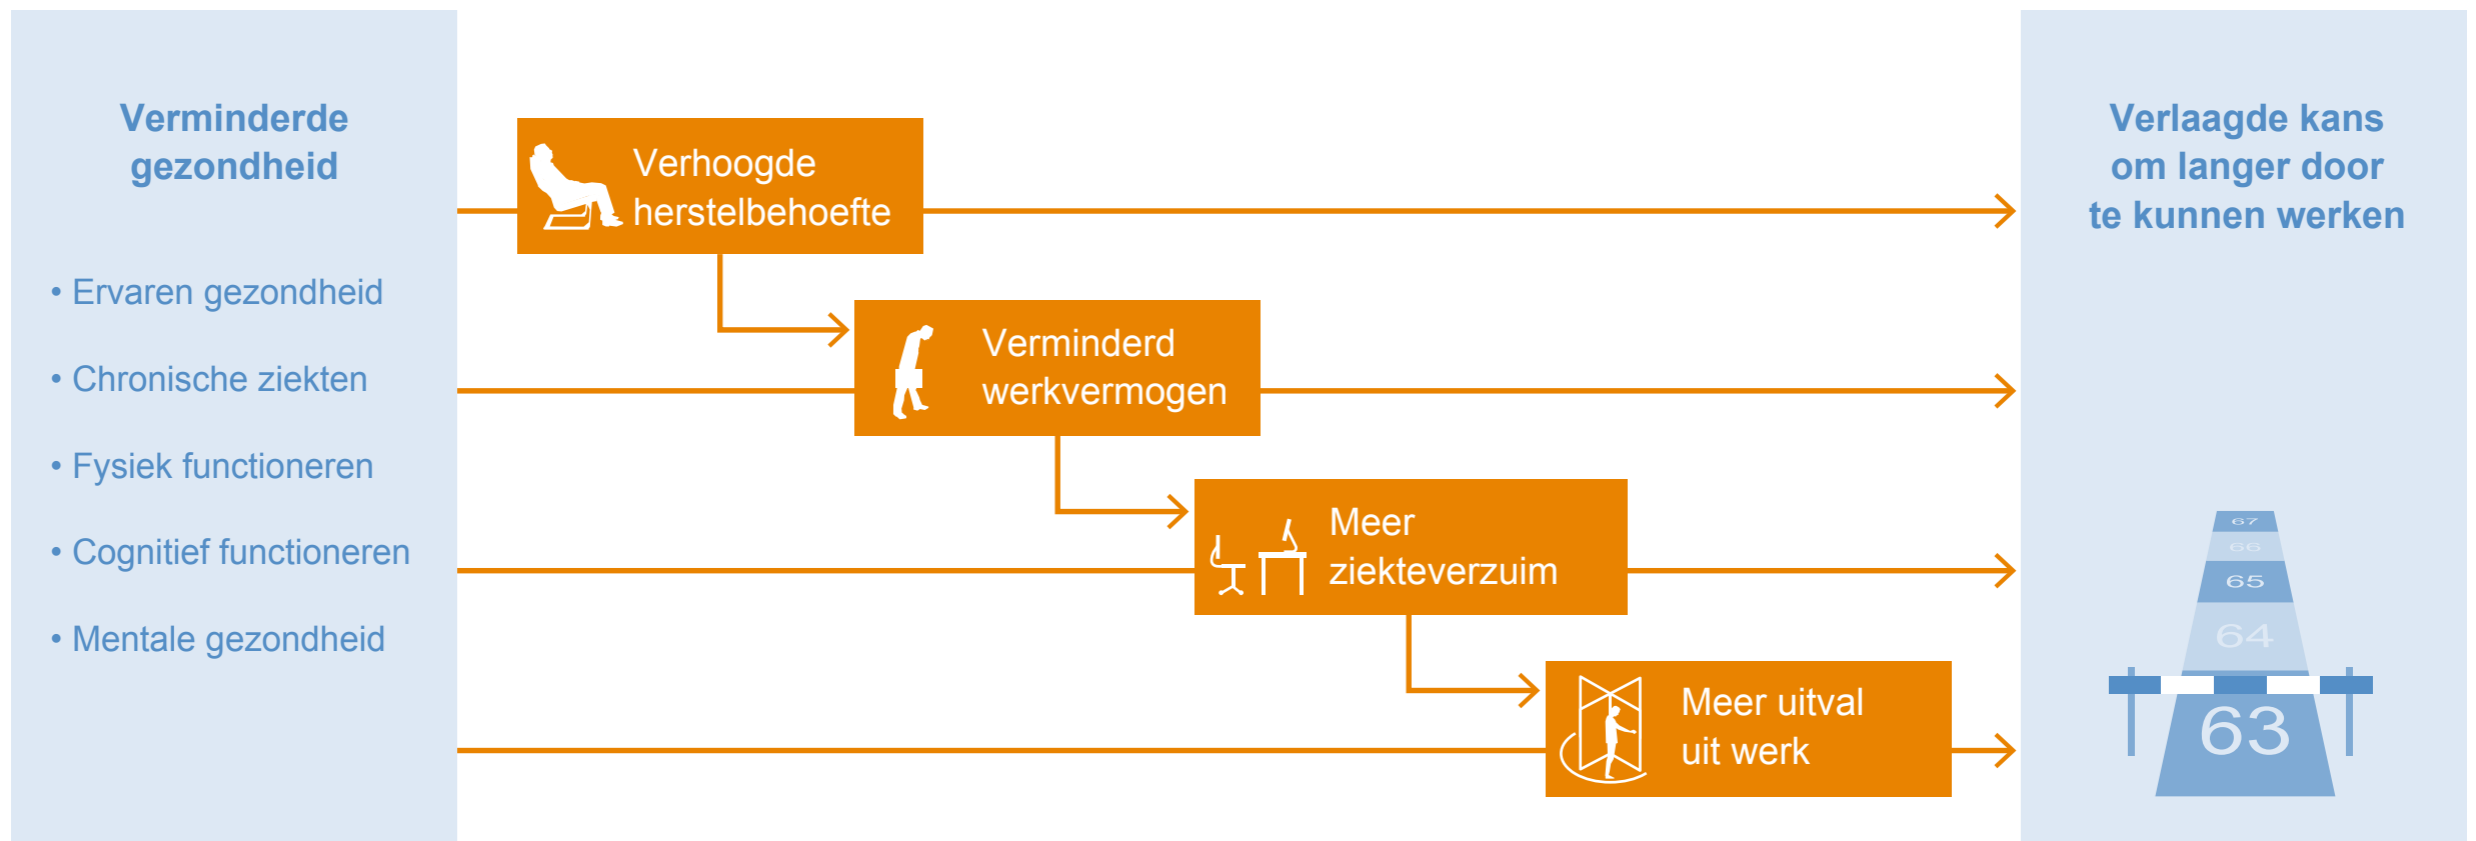 Verminderde
gezondheid
• Ervaren gezondheid
• Chronische ziekten
• Fysiek functioneren
• Cognitief functioneren
• Mentale gezondheid
Verhoogde
herstelbehoefte
Verminderd
werkvermogen
Meer
ziekteverzuim
Meer uitval
uit werk
Verlaagde kans
om langer door
te kunnen werken
67
66
65
64
63